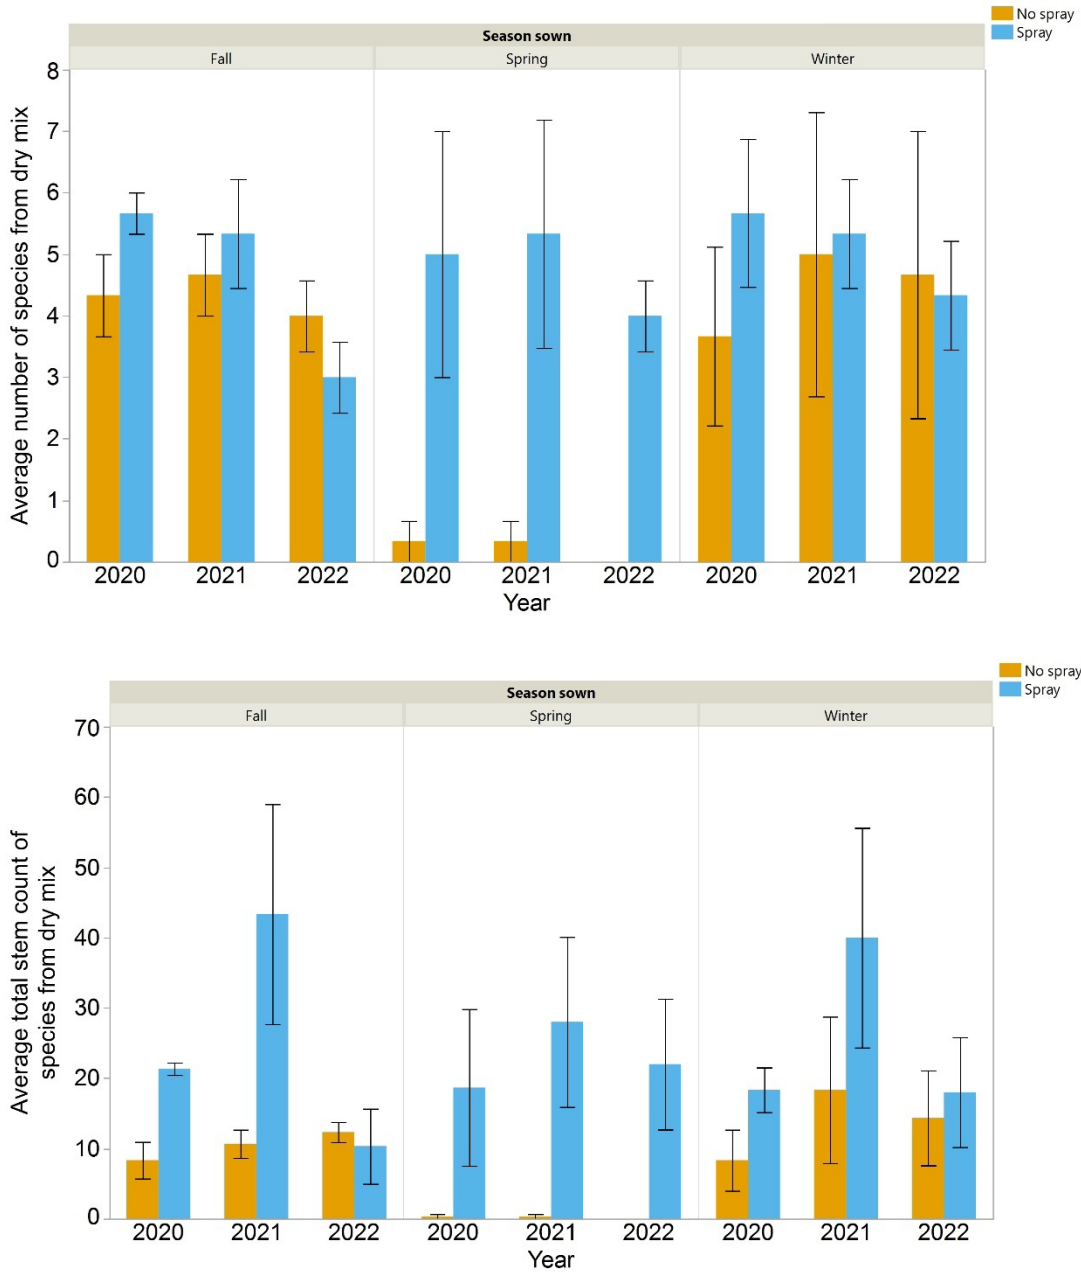 No spray
Spray
Season sown
Fall Spring Winter
Average number of species from dry mix
8
7
6
5
4
3
2
1
0
2020 2021 2022 2020 2021 2022 2020 2021 2022
Year
No spray
Spray
Season sown
Fall Spring Winter
Average total stem count of
species from dry mix
70
60
50
40
30
20
10
0
2020 2021 2022 2020 2021 2022 2020 2021 2022
Year